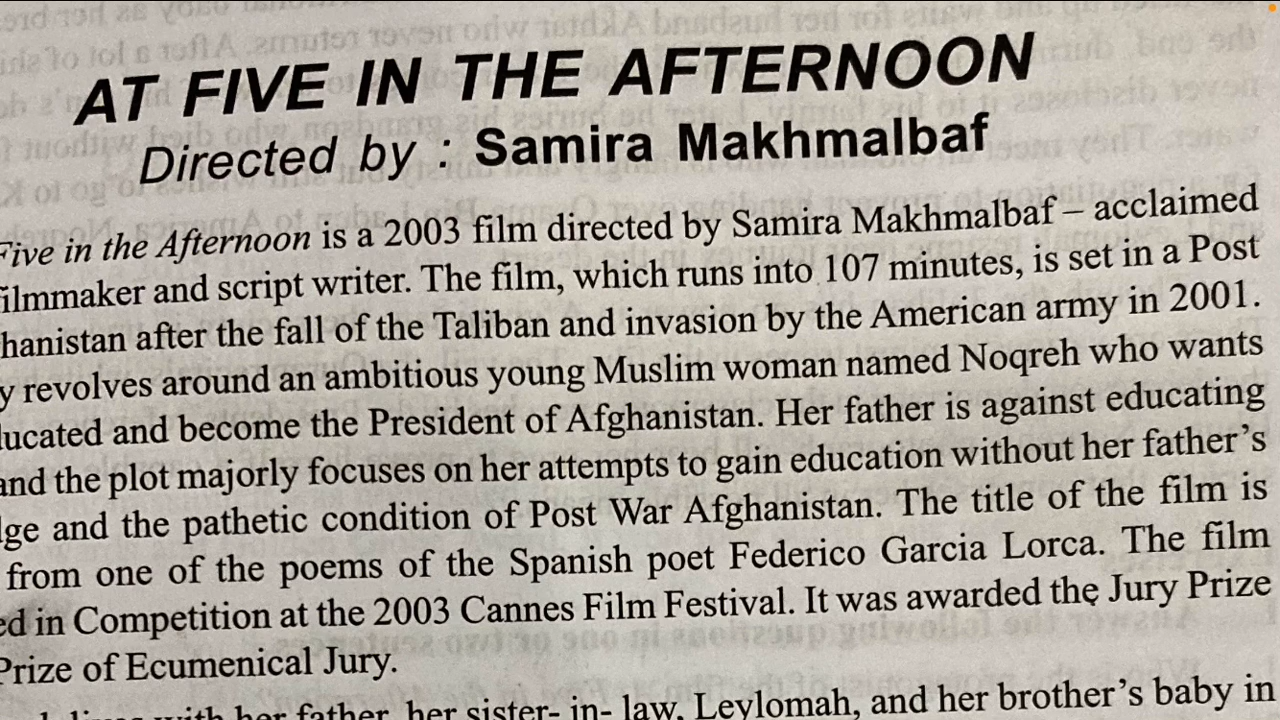 AT FIVE IN THE AFTERNOON
Directed by : Samira Makhmalbaf
Five in the Afternoon is a 2003 film directed by Samira Makhmalbaf – acclaimed
filmmaker and script writer. The film, which runs into 107 minutes, is set in a Post
hanistan after the fall of the Taliban and invasion by the American army in 2001.
y revolves around an ambitious young Muslim woman named Noqreh who wants
ducated and become the President of Afghanistan. Her father is against educating
and the plot majorly focuses on her attempts to gain education without her father's
ge and the pathetic condition of Post War Afghanistan. The title of the film is
from one of the poems of the Spanish poet Federico Garcia Lorca. The film
ed in Competition at the 2003 Cannes Film Festival. It was awarded the Jury Prize
Prize of Ecumenical Jury.
with her father, her sister- in- law, Leylomah, and her brother's baby in